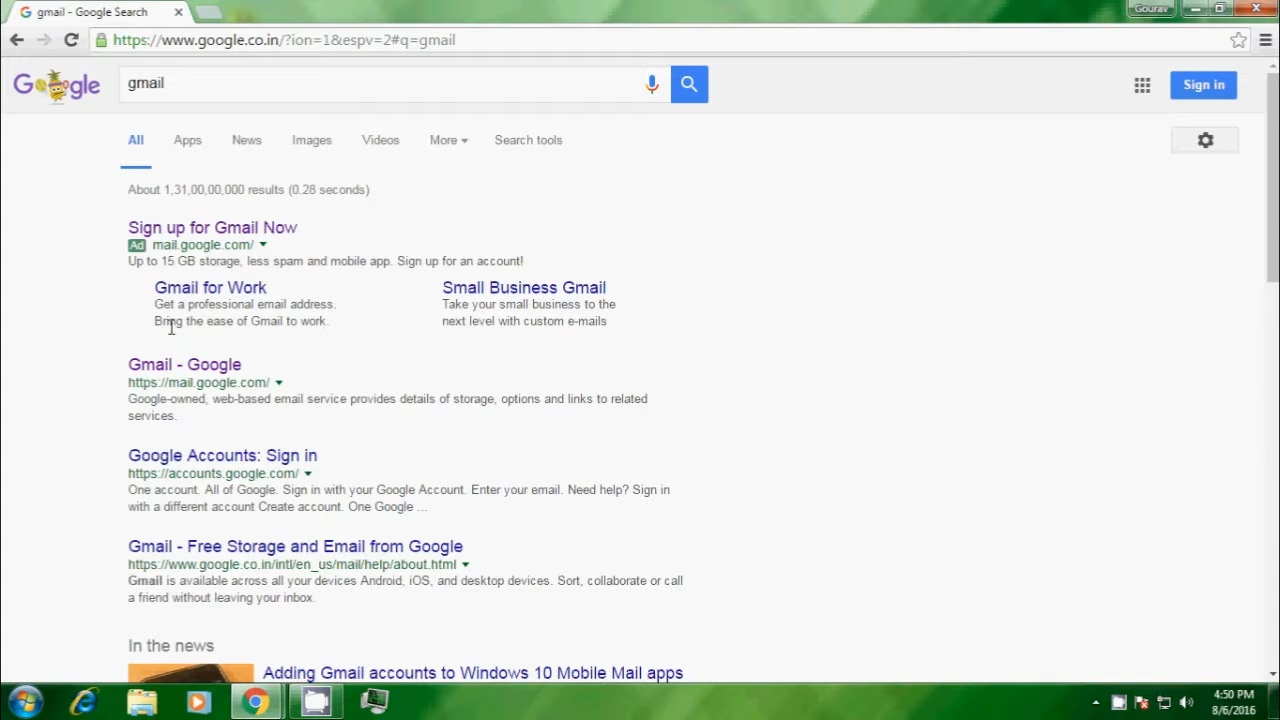 gmail - Google Search
Gourav
https://www.google.co.in/?ion=1&espv=2#q=gmail
Google
gmail
Sign in
All
Apps
News
Images
Videos
More
Search tools
About 1,31,00,00,000 results (0.28 seconds)
Sign up for Gmail Now
Ad mail.google.com/
Up to 15 GB storage, less spam and mobile app. Sign up for an account!
Gmail for Work
Get a professional email address.
Bring the ease of Gmail to work.
Small Business Gmail
Take your small business to the
next level with custom e-mails
Gmail - Google
https://mail.google.com/
Google-owned, web-based email service provides details of storage, options and links to related
services.
Google Accounts: Sign in
https://accounts.google.com/
One account. All of Google. Sign in with your Google Account. Enter your email. Need help? Sign in
with a different account Create account. One Google ...
Gmail - Free Storage and Email from Google
https://www.google.co.in/intl/en_us/mail/help/about.html
Gmail is available across all your devices Android, iOS, and desktop devices. Sort, collaborate or call
a friend without leaving your inbox.
In the news
Adding Gmail accounts to Windows 10 Mobile Mail apps
4:50 PM
8/6/2016